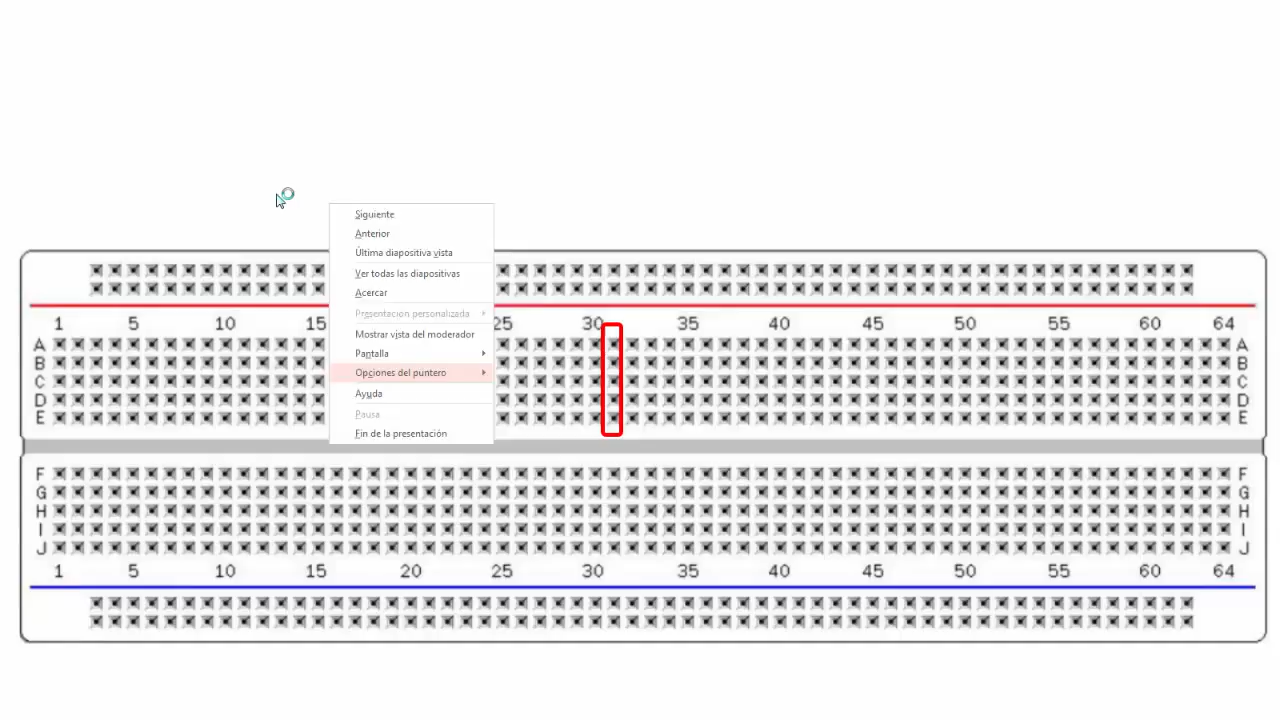 Siguiente
Anterior
Última diapositiva vista
Ver todas las diapositivas
Acercar
Presentación personalizada
Mostrar vista del moderador
Pantalla
Opciones del puntero
Ayuda
Pausa
Fin de la presentación
1 5 10 15 25 30 35 40 45 50 55 60 64
A A
B B
C C
D D
E E
F F
G G
H H
I I
J J
1 5 10 15 20 25 30 35 40 45 50 55 60 64